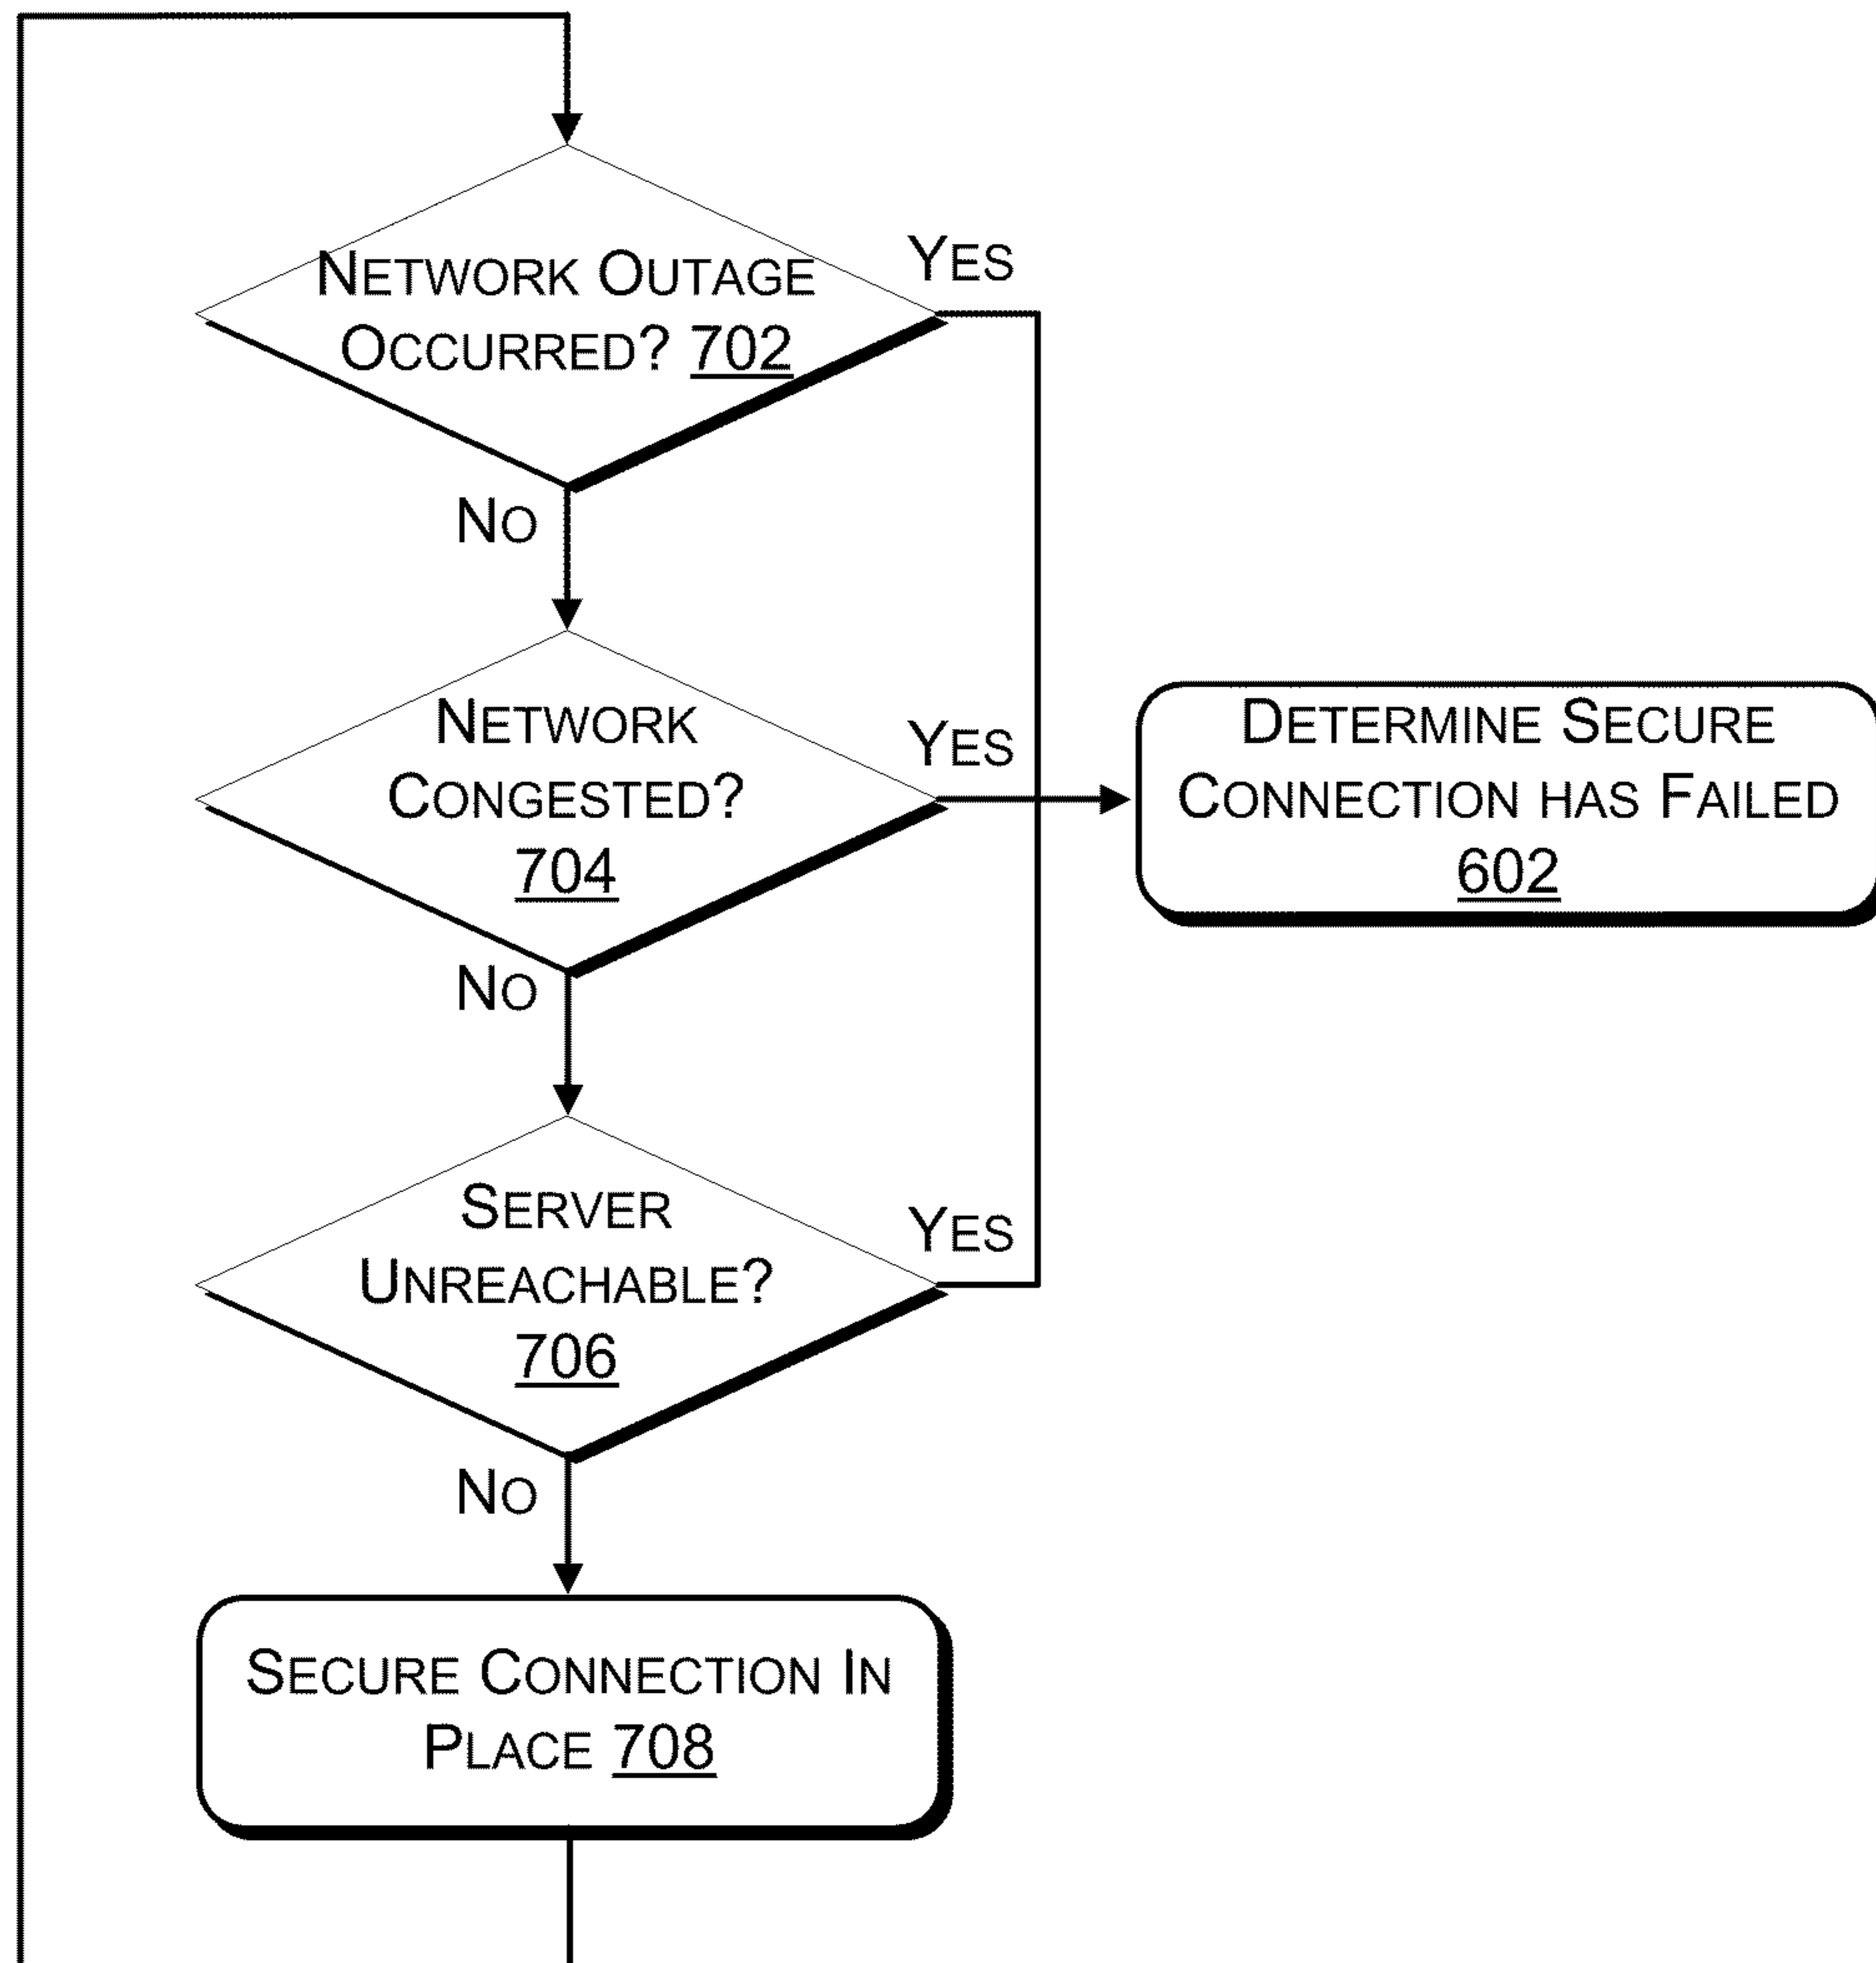 NETWORK OUTAGE
OCCURRED? 702
YES
NO
NETWORK
CONGESTED?
704
YES
DETERMINE SECURE
CONNECTION HAS FAILED
602
NO
SERVER
UNREACHABLE?
706
YES
NO
SECURE CONNECTION IN
PLACE 708